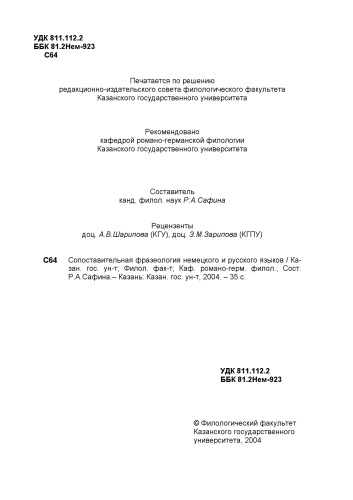 УДК 811.112.2
ББК 81.2Нем-923
С64
Печатается по решению
редакционно-издательского совета филологического факультета
Казанского государственного университета
Рекомендовано
кафедрой романо-германской филологии
Казанского государственного университета
Составитель
канд. филол. наук Р.А.Сафина
Рецензенты
доц. А.В.Шарипова (КГУ), доц. З.М.Зарипова (КГПУ)
С64 Сопоставительная фразеология немецкого и русского языков / Ка-
зан. гос. ун-т; Филол. фак-т; Каф. романо-герм. филол.; Сост.
Р.А.Сафина.– Казань: Казан. гос. ун-т, 2004. – 35 с.
УДК 811.112.2
ББК 81.2Нем-923
© Филологический факультет
Казанского государственного
университета, 2004